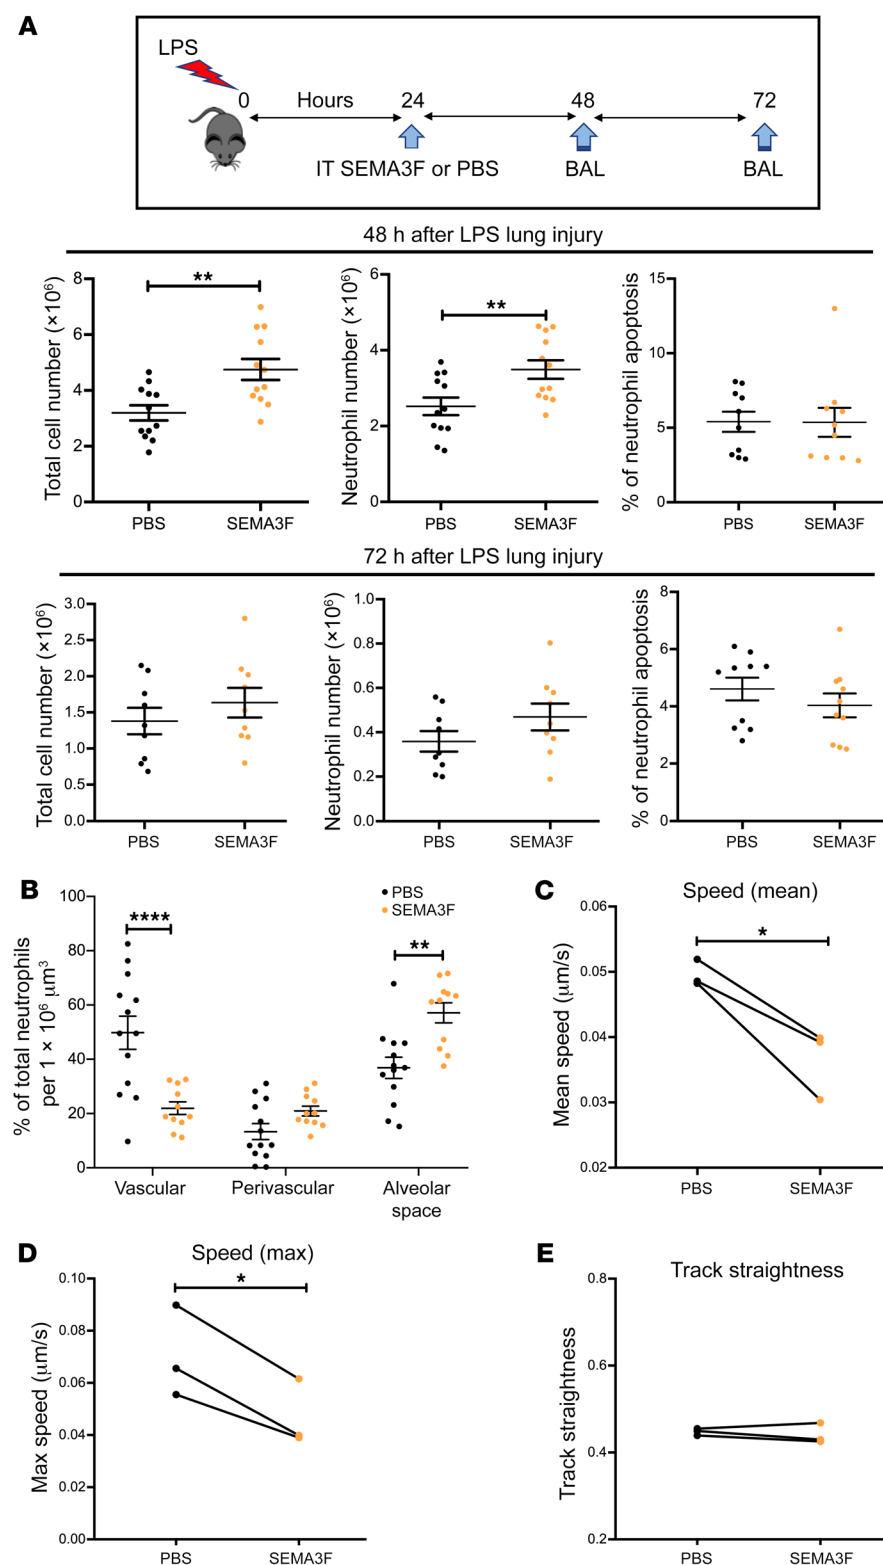 A
LPS
0 Hours 24 48 72
IT SEMA3F or PBS BAL BAL
48 h after LPS lung injury
Total cell number (×10⁶)
8
6
4
2
0
**
PBS SEMA3F
Neutrophil number (×10⁶)
6
4
2
0
**
PBS SEMA3F
% of neutrophil apoptosis
15
10
5
0
PBS SEMA3F
72 h after LPS lung injury
Total cell number (×10⁶)
3.0
2.5
2.0
1.5
1.0
0.5
0.0
PBS SEMA3F
Neutrophil number (×10⁶)
1.0
0.8
0.6
0.4
0.2
0.0
PBS SEMA3F
% of neutrophil apoptosis
8
6
4
2
0
PBS SEMA3F
B
% of total neutrophils
per 1 × 10⁶ μm³
100
80
60
40
20
0
PBS
SEMA3F
****
**
Vascular Perivascular Alveolar
space
C
Speed (mean)
Mean speed (μm/s)
0.06
0.05
0.04
0.03
0.02
*
PBS SEMA3F
D
Speed (max)
Max speed (μm/s)
0.10
0.08
0.06
0.04
0.02
0.00
*
PBS SEMA3F
E
Track straightness
Track straightness
0.8
0.6
0.4
0.2
PBS SEMA3F